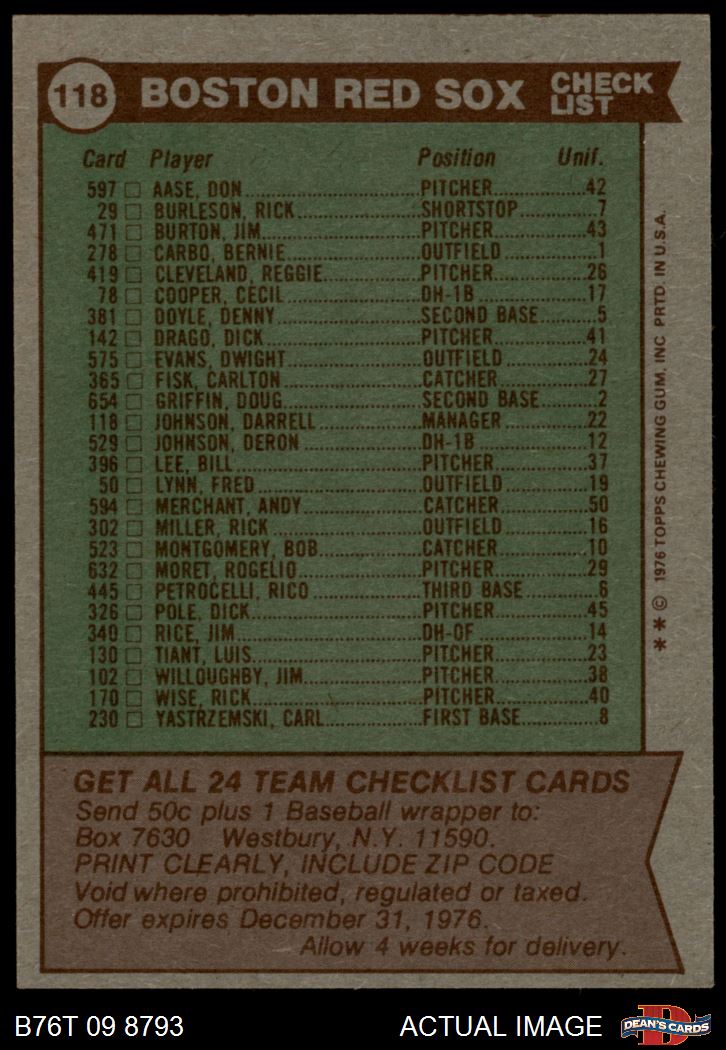 118 BOSTON RED SOX CHECK LIST
Card Player Position Unif.
597 □ AASE, DON PITCHER 42
29 □ BURLESON, RICK SHORTSTOP 7
471 □ BURTON, JIM PITCHER 43
278 □ CARBO, BERNIE OUTFIELD 1
419 □ CLEVELAND, REGGIE PITCHER 26
78 □ COOPER, CECIL DH-1B 17
381 □ DOYLE, DENNY SECOND BASE 5
142 □ DRAGO, DICK PITCHER 41
575 □ EVANS, DWIGHT OUTFIELD 24
365 □ FISK, CARLTON CATCHER 27
654 □ GRIFFIN, DOUG SECOND BASE 2
118 □ JOHNSON, DARRELL MANAGER 22
529 □ JOHNSON, DERON DH-1B 12
396 □ LEE, BILL PITCHER 37
50 □ LYNN, FRED OUTFIELD 19
594 □ MERCHANT, ANDY CATCHER 50
302 □ MILLER, RICK OUTFIELD 16
523 □ MONTGOMERY, BOB CATCHER 10
632 □ MORET, ROGELIO PITCHER 29
445 □ PETROCELLI, RICO THIRD BASE 6
326 □ POLE, DICK PITCHER 45
340 □ RICE, JIM DH-OF 14
130 □ TIANT, LUIS PITCHER 23
102 □ WILLOUGHBY, JIM PITCHER 38
170 □ WISE, RICK PITCHER 40
230 □ YASTRZEMSKI, CARL FIRST BASE 8
* * © 1976 TOPPS CHEWING GUM, INC PRTD. IN U.S.A.
GET ALL 24 TEAM CHECKLIST CARDS
Send 50c plus 1 Baseball wrapper to:
Box 7630 Westbury, N.Y. 11590.
PRINT CLEARLY, INCLUDE ZIP CODE
Void where prohibited, regulated or taxed.
Offer expires December 31, 1976.
Allow 4 weeks for delivery.
B76T 09 8793 ACTUAL IMAGE
D
DEAN'S CARDS